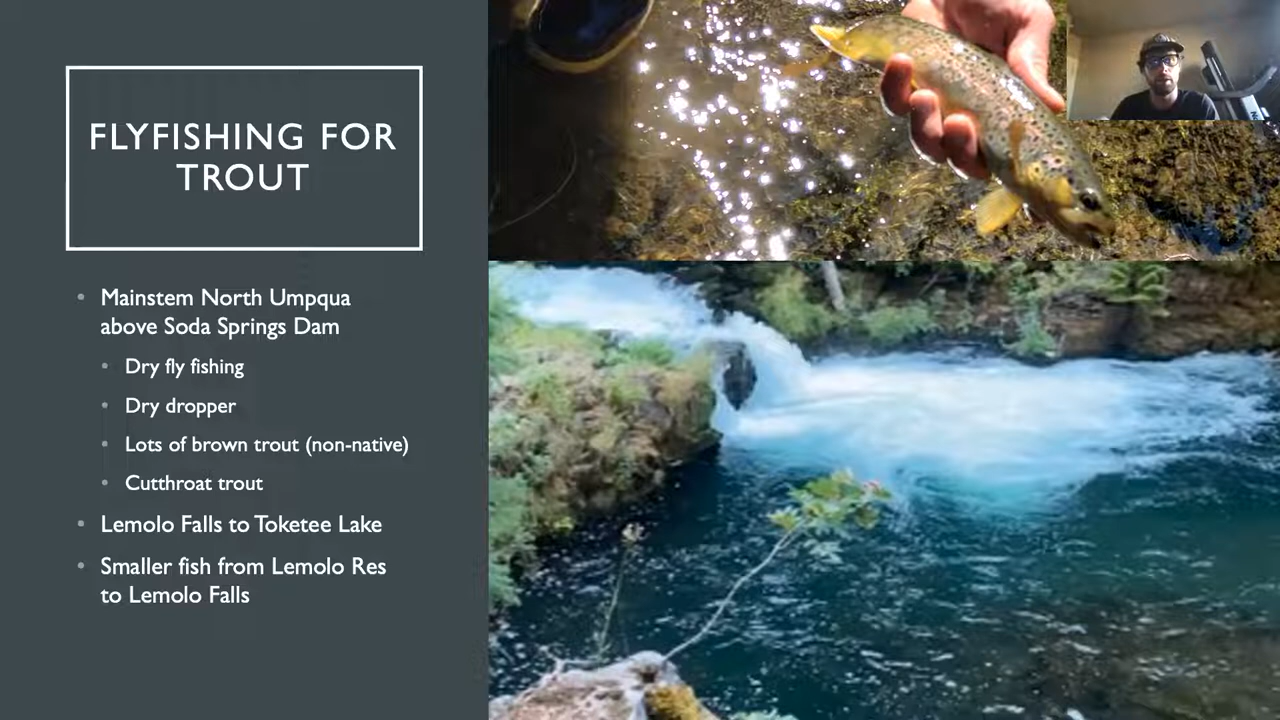 FLYFISHING FOR
TROUT
• Mainstem North Umpqua
above Soda Springs Dam
• Dry fly fishing
• Dry dropper
• Lots of brown trout (non-native)
• Cutthroat trout
• Lemolo Falls to Toketee Lake
• Smaller fish from Lemolo Res
to Lemolo Falls